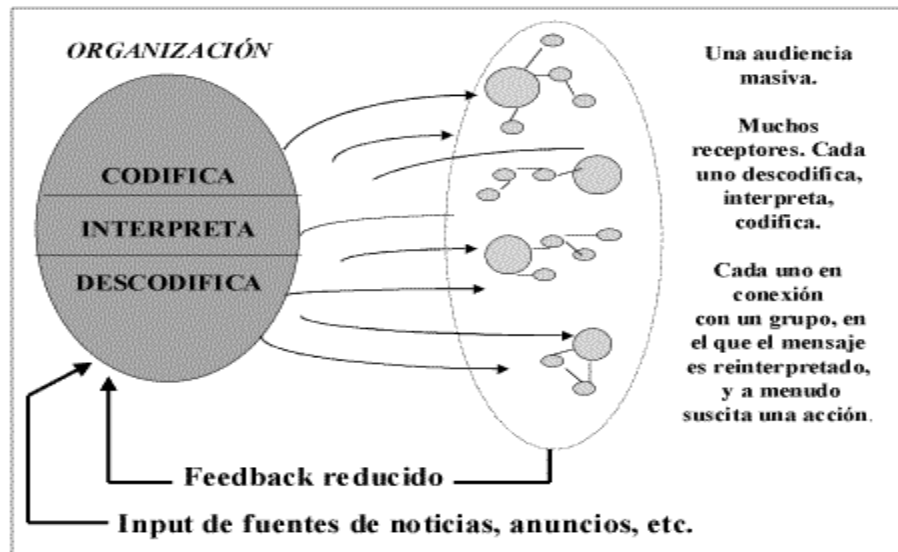 ORGANIZACIÓN
CODIFICA
INTERPRETA
DESCODIFICA
Una audiencia
masiva.
Muchos
receptores. Cada
uno descodifica,
interpreta,
codifica.
Cada uno en
conexión
con un grupo, en
el que el mensaje
es reinterpretado,
y a menudo
suscita una acción.
Feedback reducido
Input de fuentes de noticias, anuncios, etc.